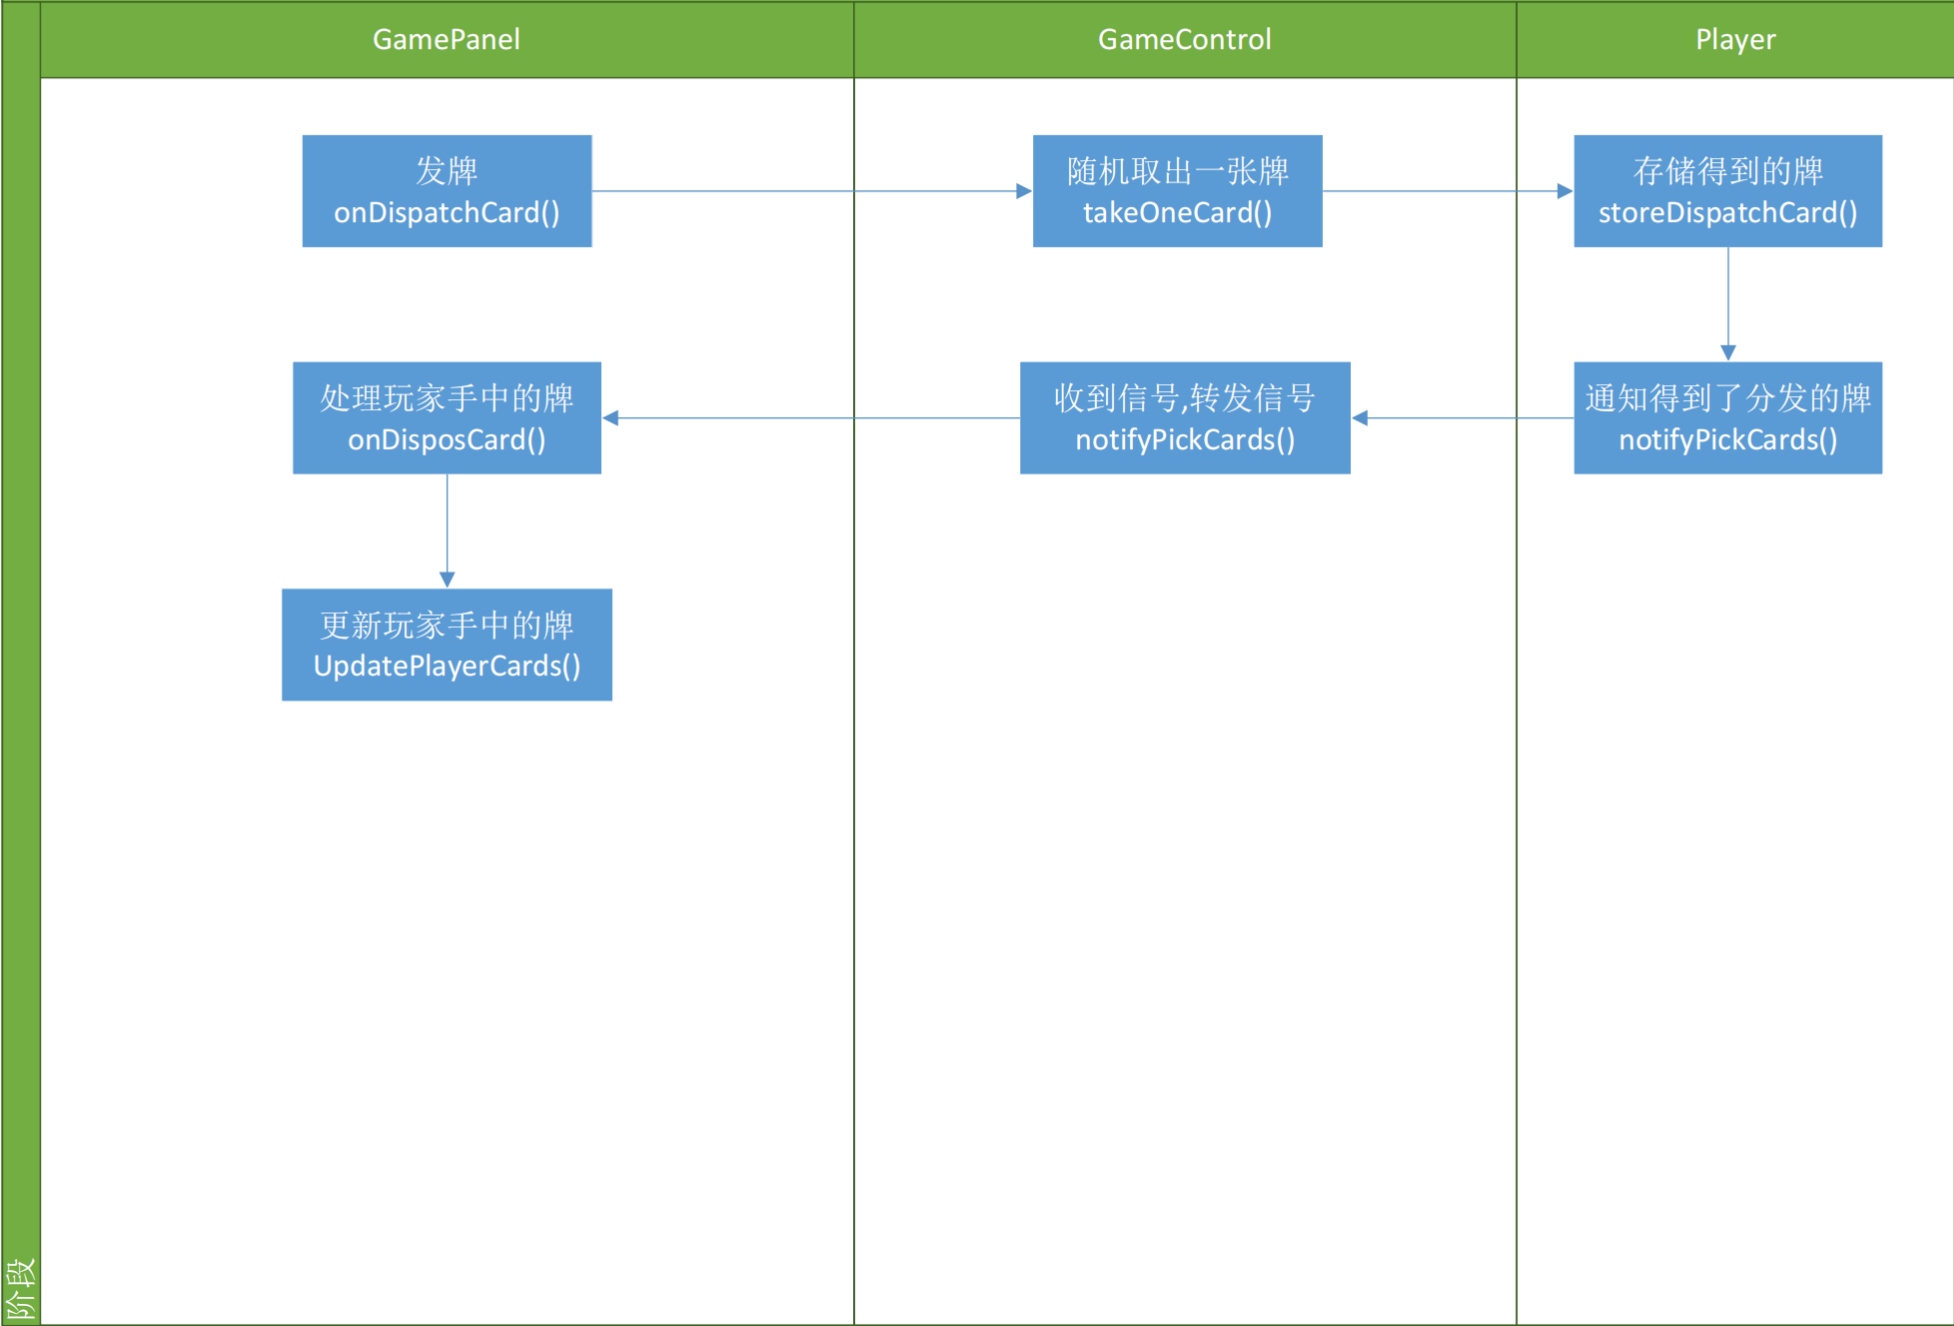 GamePanel
GameControl
Player
发牌
onDispatchCard()
随机取出一张牌
takeOneCard()
存储得到的牌
storeDispatchCard()
处理玩家手中的牌
onDisposCard()
收到信号,转发信号
notifyPickCards()
通知得到了分发的牌
notifyPickCards()
更新玩家手中的牌
UpdatePlayerCards()
阶段